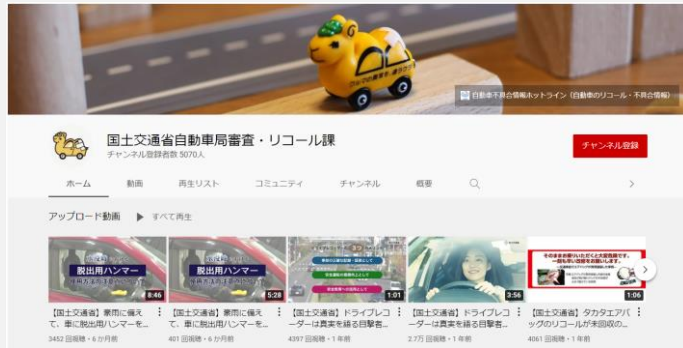 自動車不具合情報ホットライン（自動車のリコール・不具合情報）
国土交通省自動車局審査・リコール課
チャンネル登録者数 5070人
チャンネル登録
ホーム 動画 再生リスト コミュニティ チャンネル 概要
アップロード動画 ▶ すべて再生
脱出用ハンマー
8:46
脱出用ハンマー
5:28
1:01
3:56
1:06
【国土交通省】豪雨に備え
て、車に脱出用ハンマーを...
3452 回視聴・6 か月前
【国土交通省】豪雨に備え
て、車に脱出用ハンマーを...
401 回視聴・6 か月前
【国土交通省】ドライブレコ
ーダーは真実を語る目撃者...
4397 回視聴・1 年前
【国土交通省】ドライブレコ
ーダーは真実を語る目撃者...
2.7万 回視聴・1 年前
【国土交通省】タカタエアバ
ッグのリコールが未回収の...
4061 回視聴・1 年前